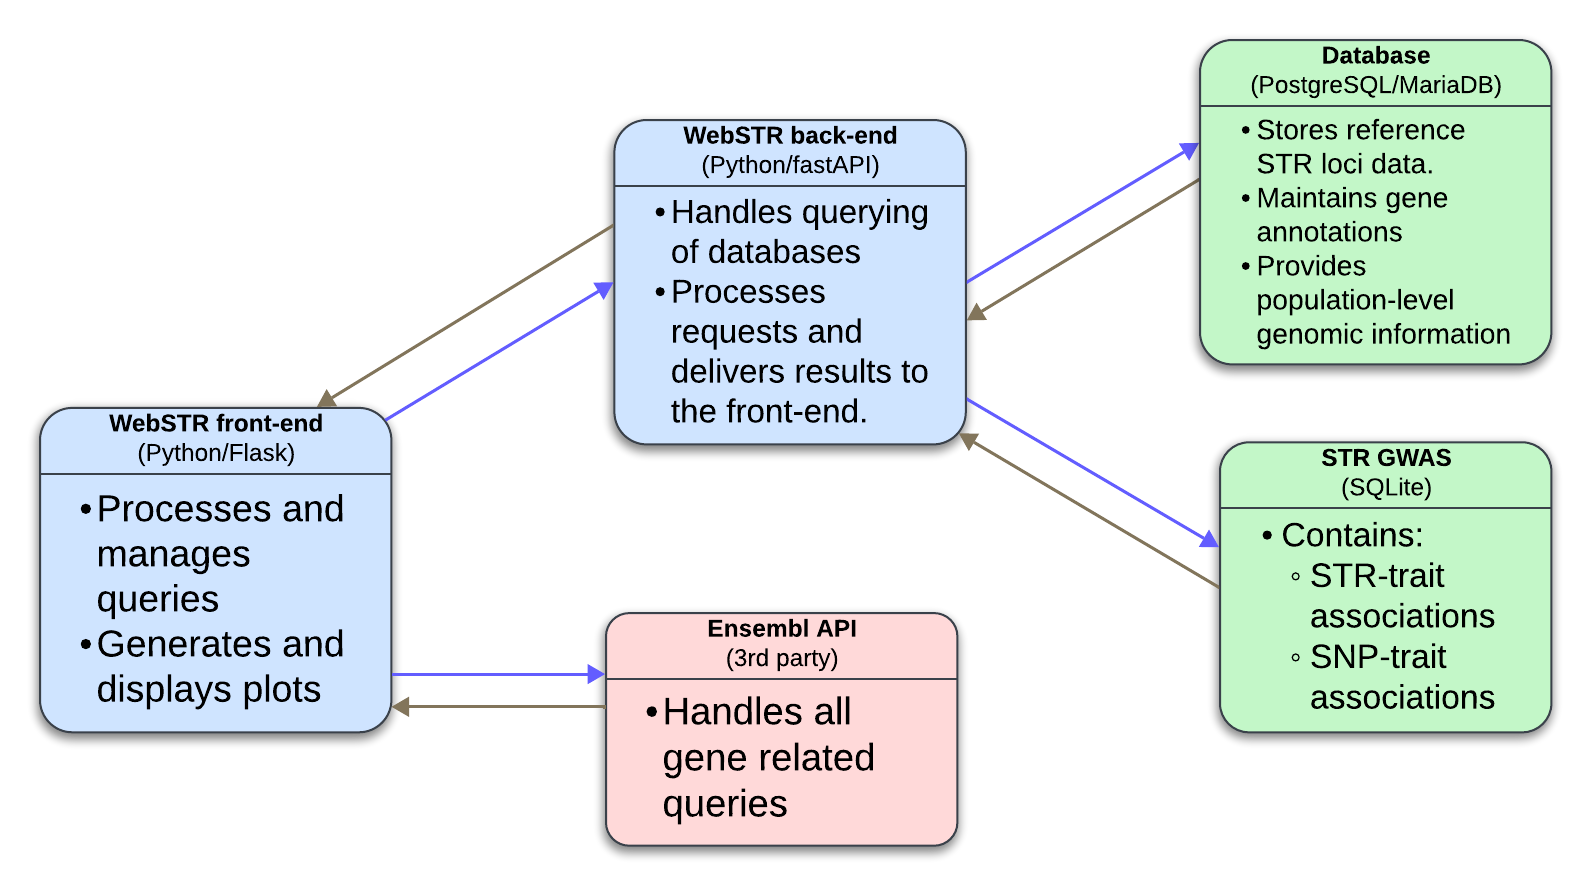 Database
(PostgreSQL/MariaDB)
• Stores reference
STR loci data.
• Maintains gene
annotations
• Provides
population-level
genomic information
WebSTR back-end
(Python/fastAPI)
• Handles querying
of databases
• Processes
requests and
delivers results to
the front-end.
WebSTR front-end
(Python/Flask)
• Processes and
manages
queries
• Generates and
displays plots
STR GWAS
(SQLite)
• Contains:
◦ STR-trait
associations
◦ SNP-trait
associations
Ensembl API
(3rd party)
• Handles all
gene related
queries